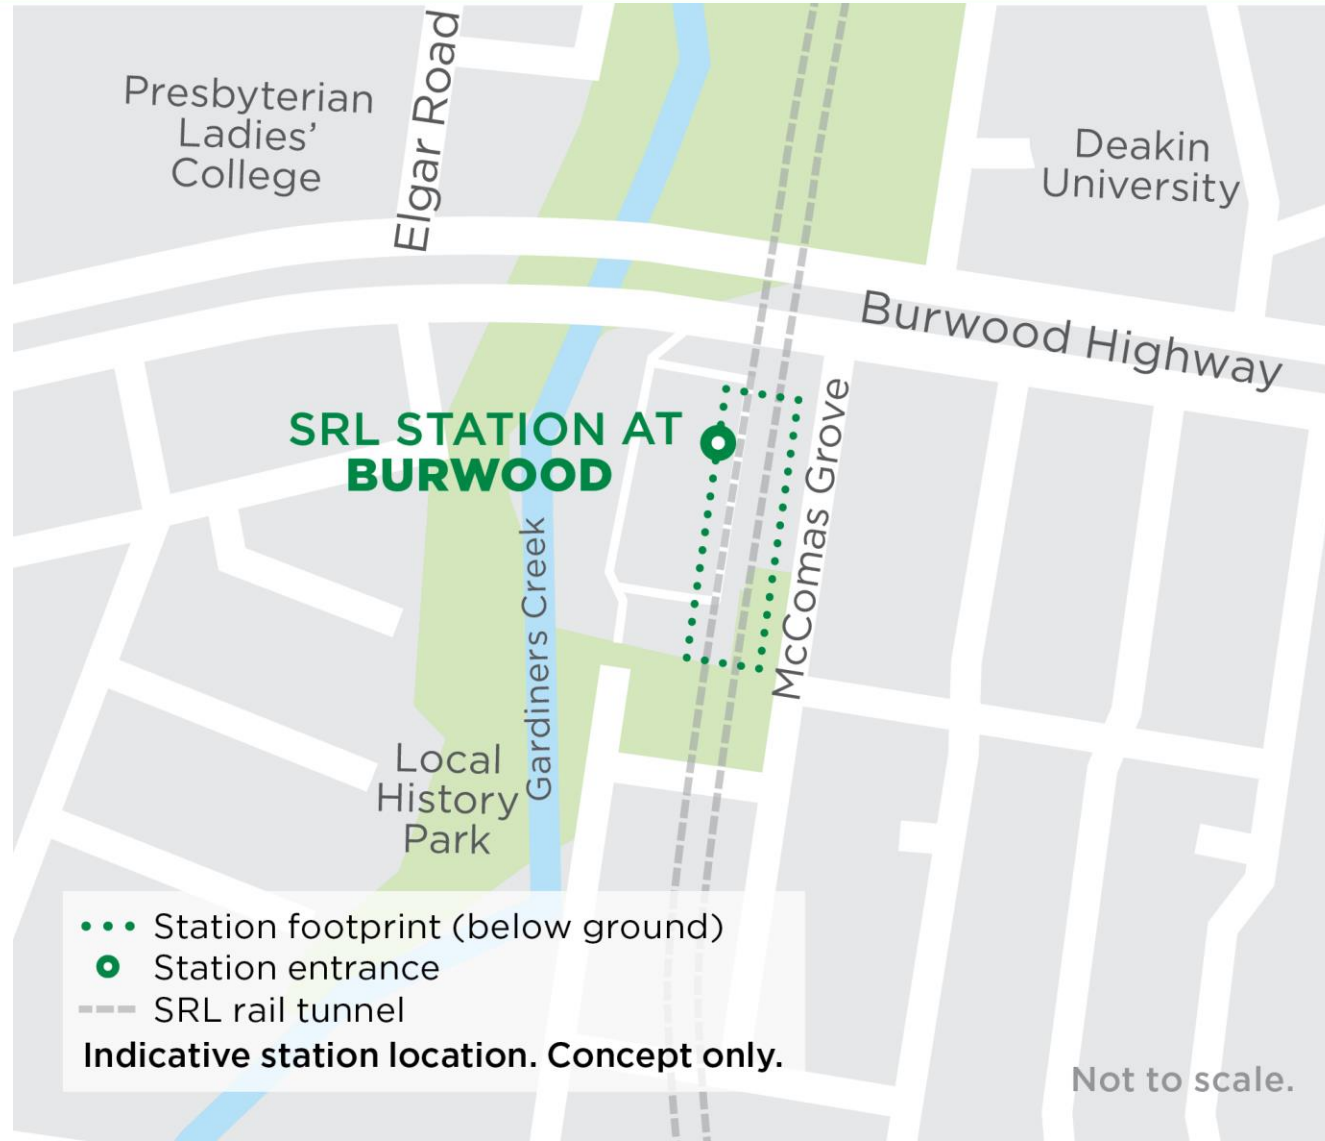 Presbyterian
Ladies'
College
Elgar Road
Deakin
University
Burwood Highway
SRL STATION AT
BURWOOD
McComas Grove
Gardiners Creek
Local
History
Park
Station footprint (below ground)
Station entrance
SRL rail tunnel
Indicative station location. Concept only.
Not to scale.